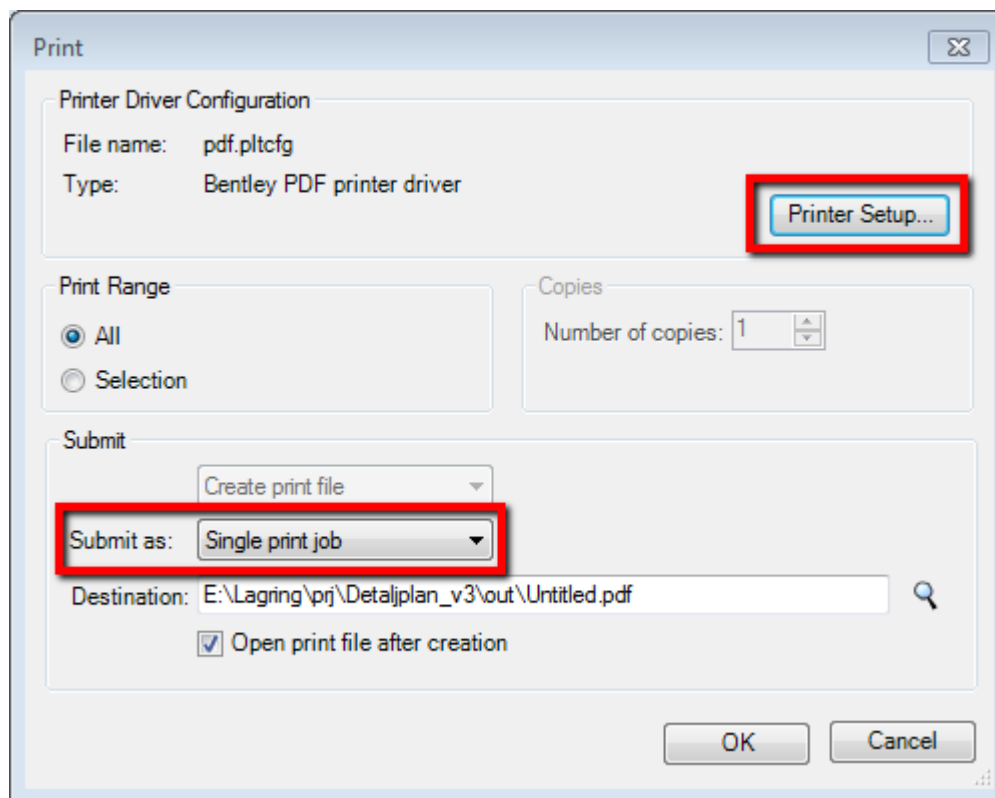 Print
Printer Driver Configuration
File name: pdf.pltcfg
Type: Bentley PDF printer driver
Printer Setup...
Print Range
All
Selection
Copies
Number of copies: 1
Submit
Create print file
Submit as: Single print job
Destination: E:\Lagring\prj\Detaljplan_v3\out\Untitled.pdf
Open print file after creation
OK Cancel